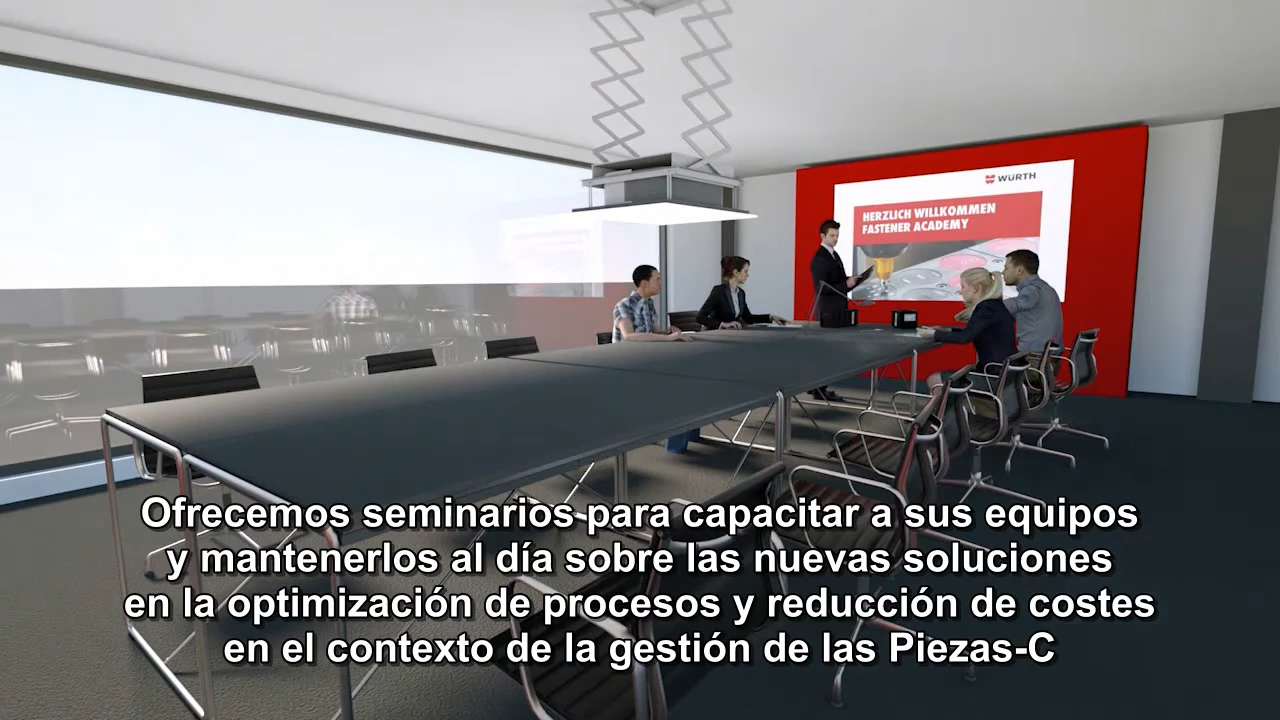 WÜRTH
HERZLICH WILLKOMMEN
FASTENER ACADEMY
Ofrecemos seminarios para capacitar a sus equipos
y mantenerlos al día sobre las nuevas soluciones
en la optimización de procesos y reducción de costes
en el contexto de la gestión de las Piezas-C